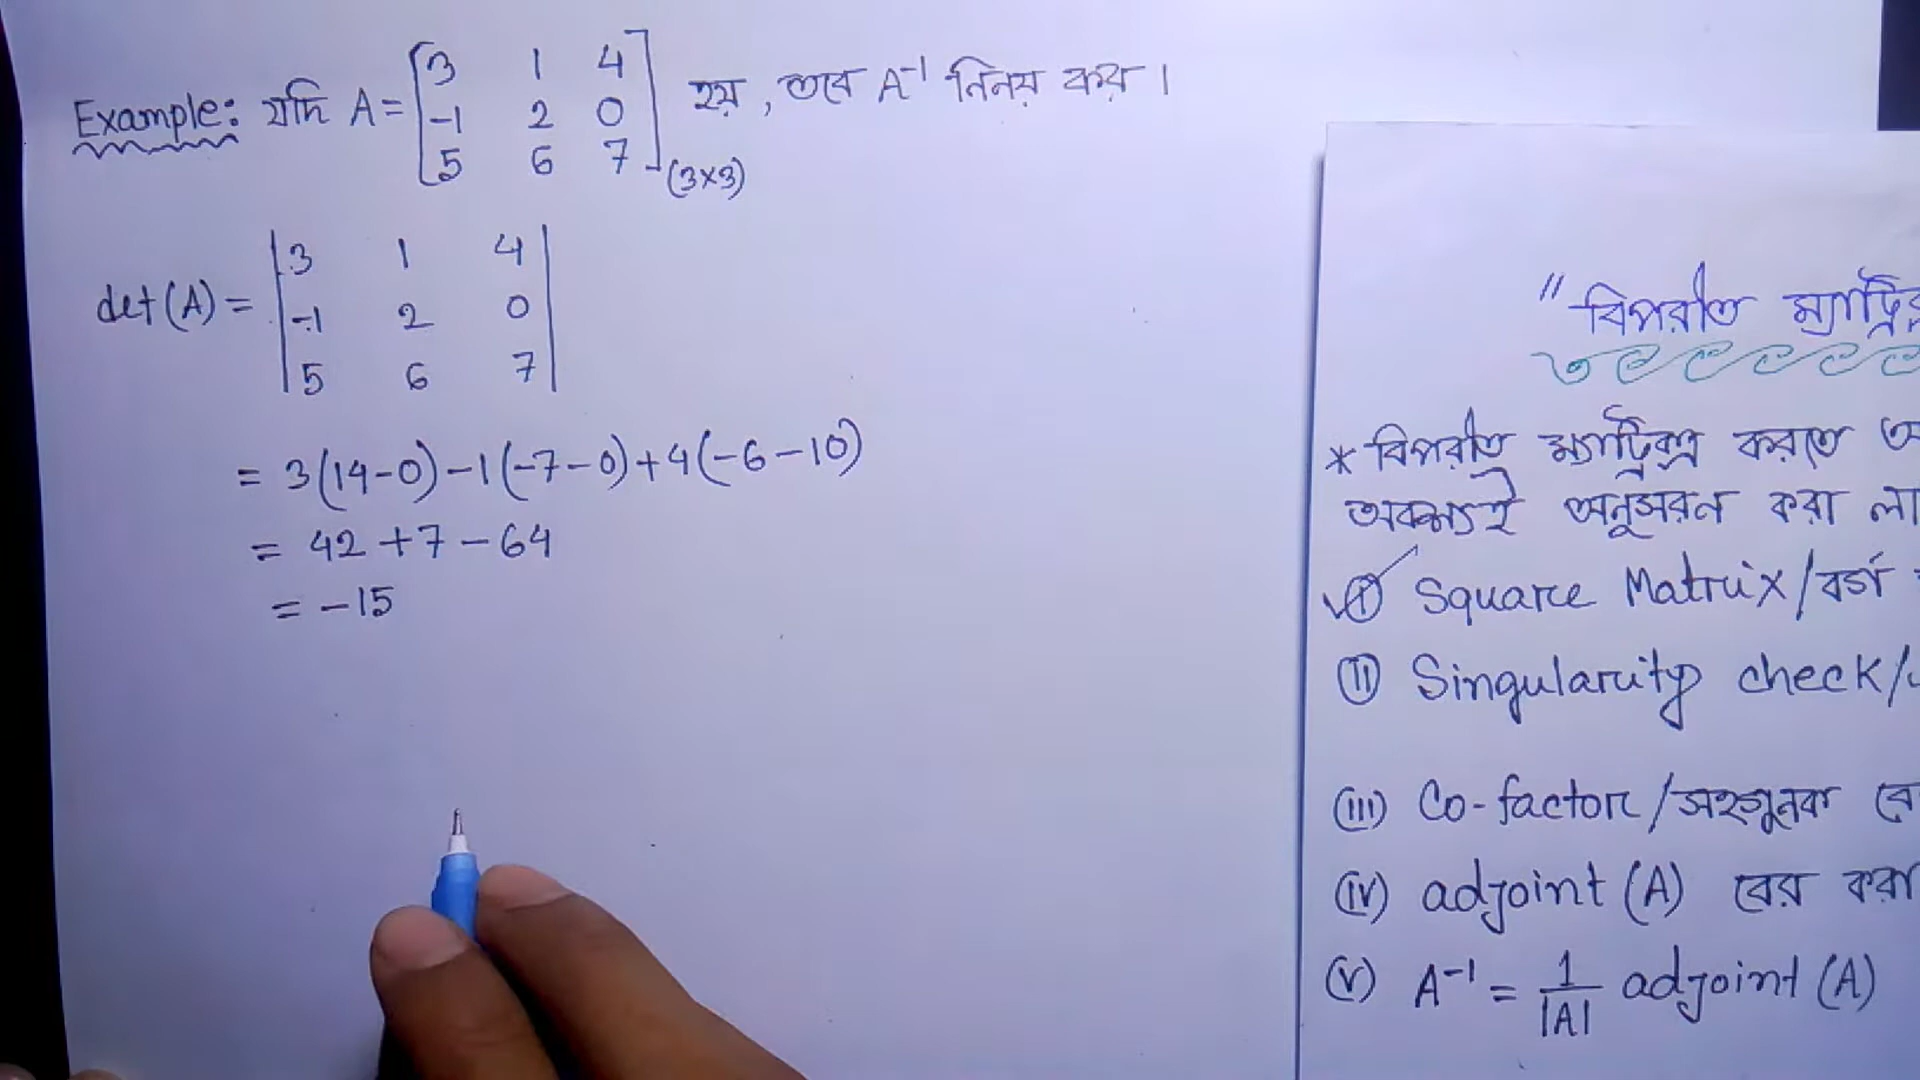 Example: যদি A = [3 1 4
-1 2 0
5 6 7](3×3) হয়, তবে A⁻¹ নিনয় কর।
det(A) = |3 1 4
-1 2 0
5 6 7|
= 3(14-0)-1(-7-0)+4(-6-10)
= 42+7-64
= -15
"বিপরীত
* বিপরীত ম্যাট্রিক্স করতে
অবশ্যই অনুসরন করা
(i) Square Matrix/বর্গ
(ii) Singularity check/
(iii) Co-factor/সহগুনক
(iv) adjoint (A) বের করা
(v) A⁻¹ = 1/|A| adjoint (A)